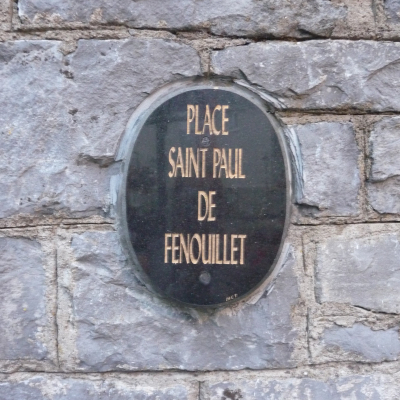 PLACE
SAINT PAUL
DE
FENOUILLET